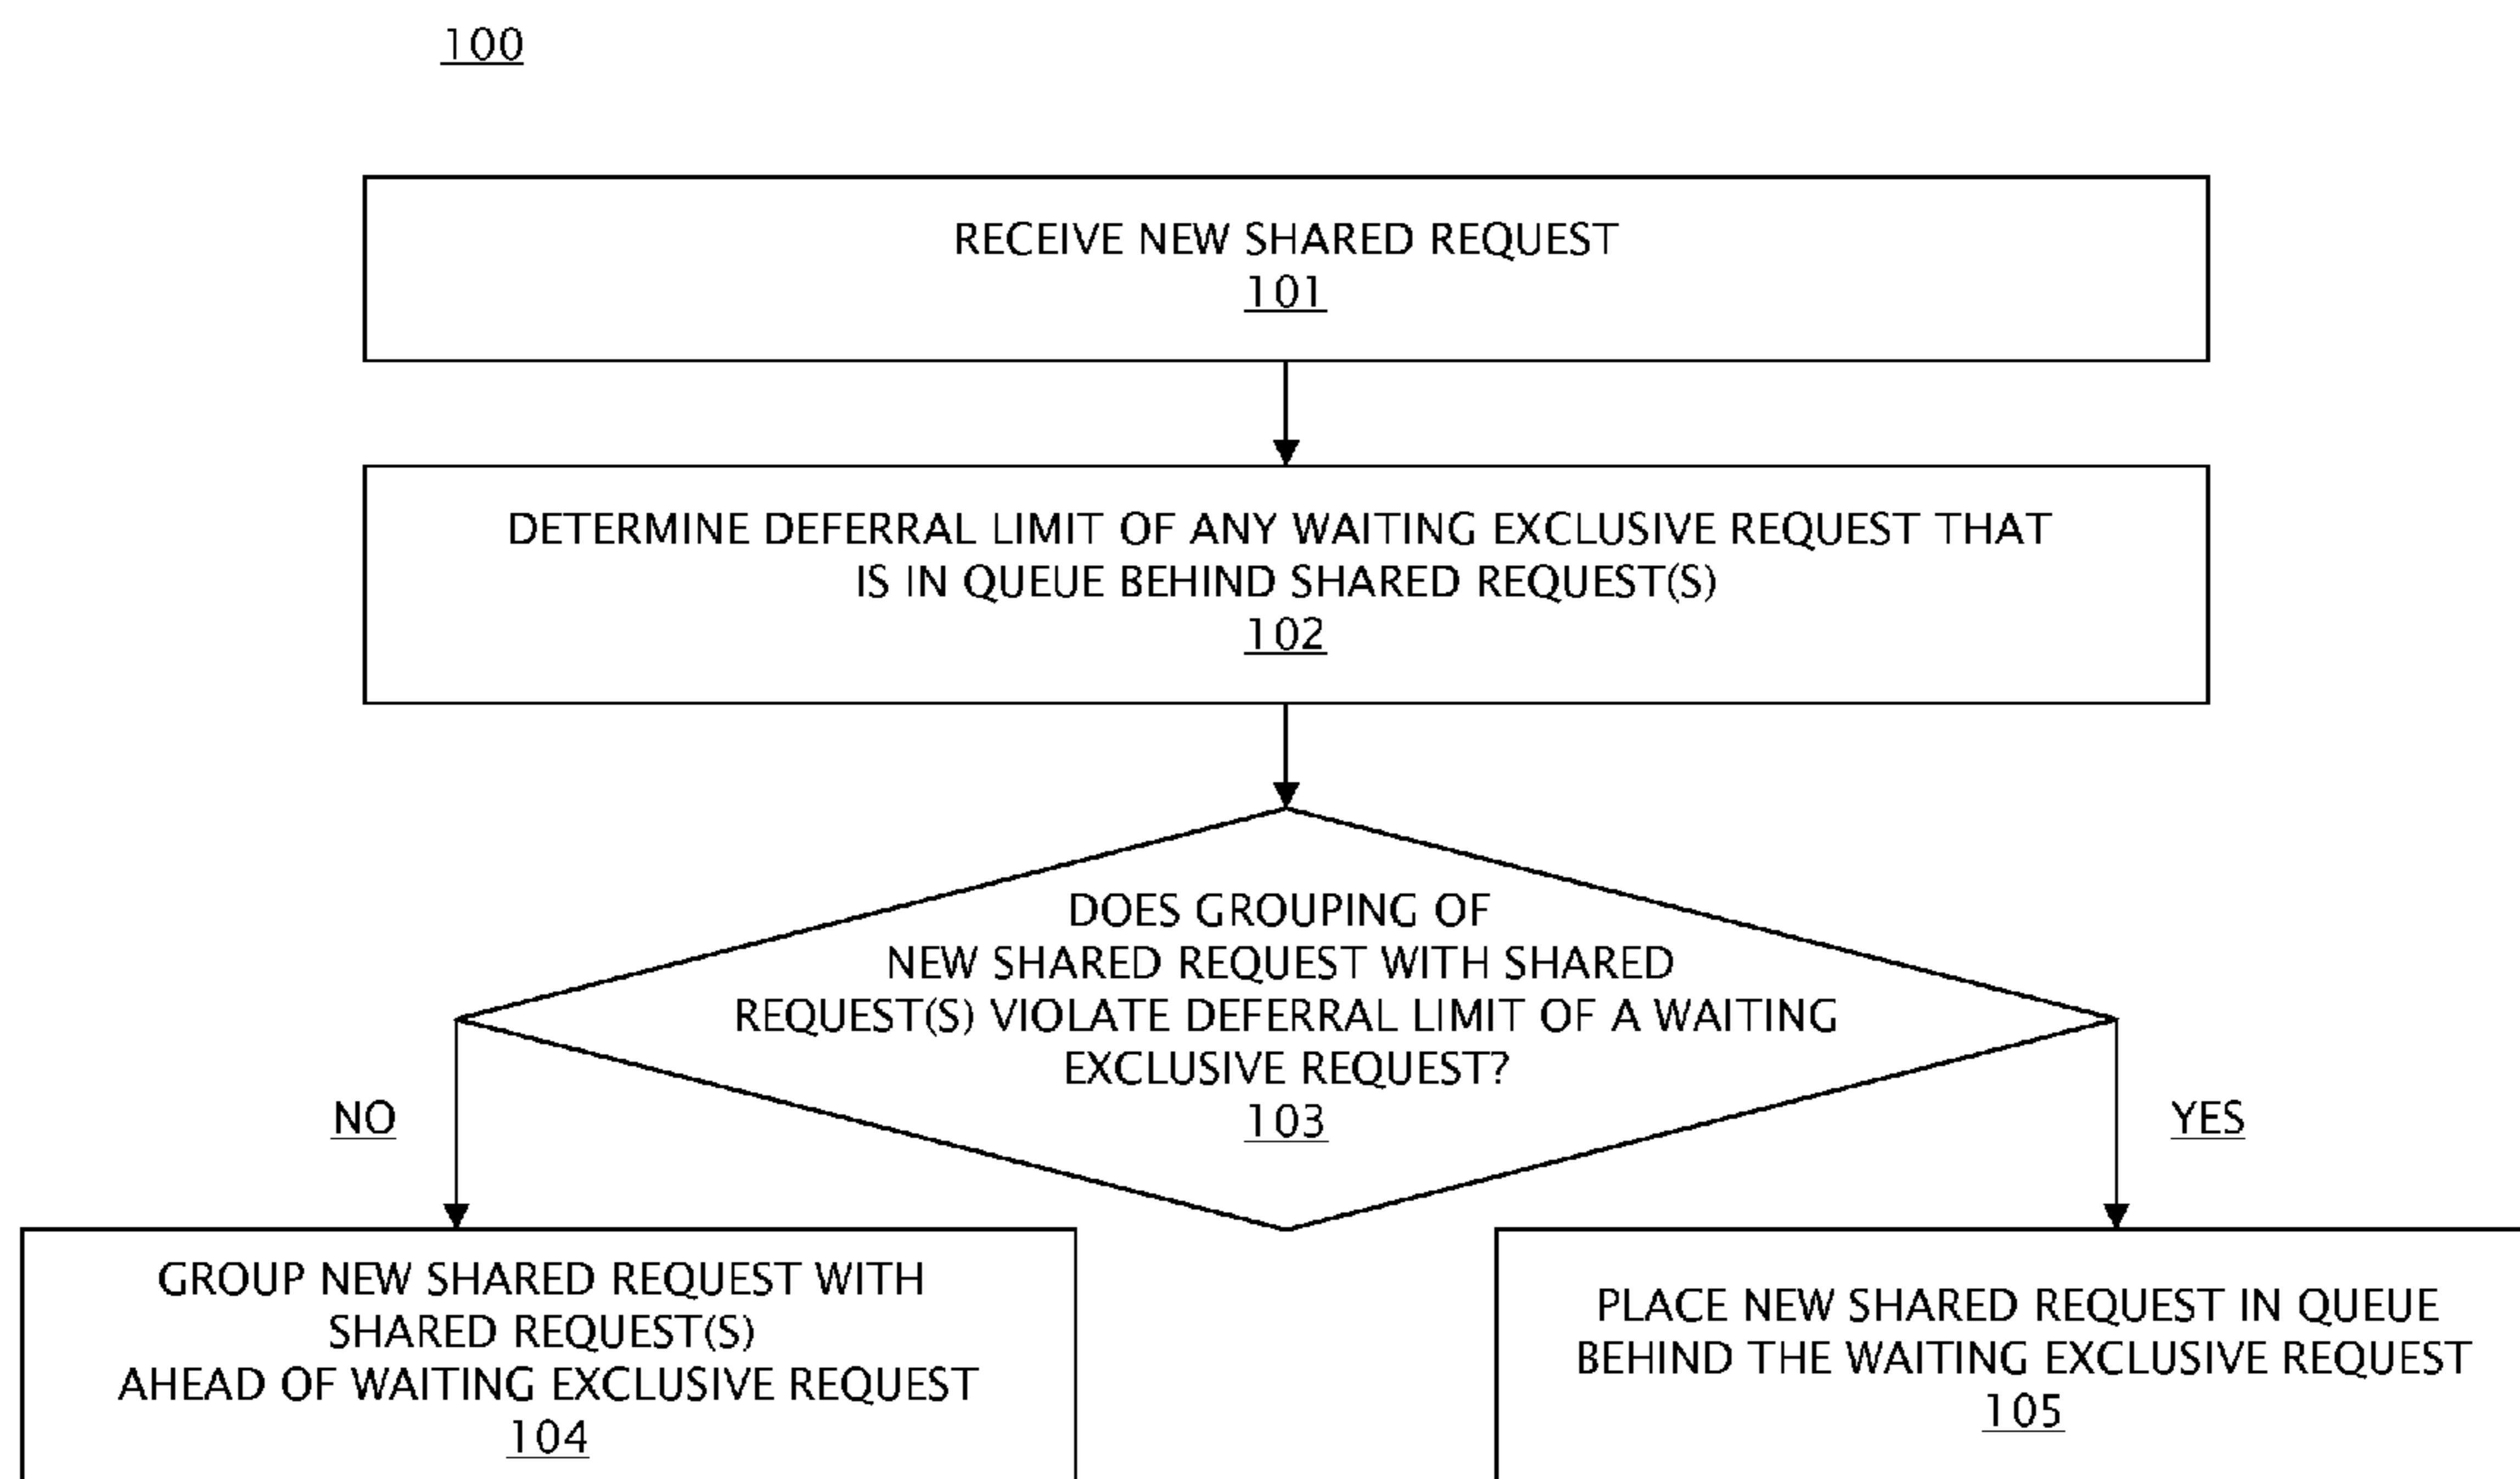 100
RECEIVE NEW SHARED REQUEST
101
DETERMINE DEFERRAL LIMIT OF ANY WAITING EXCLUSIVE REQUEST THAT
IS IN QUEUE BEHIND SHARED REQUEST(S)
102
DOES GROUPING OF
NEW SHARED REQUEST WITH SHARED
REQUEST(S) VIOLATE DEFERRAL LIMIT OF A WAITING
EXCLUSIVE REQUEST?
103
NO
YES
GROUP NEW SHARED REQUEST WITH
SHARED REQUEST(S)
AHEAD OF WAITING EXCLUSIVE REQUEST
104
PLACE NEW SHARED REQUEST IN QUEUE
BEHIND THE WAITING EXCLUSIVE REQUEST
105